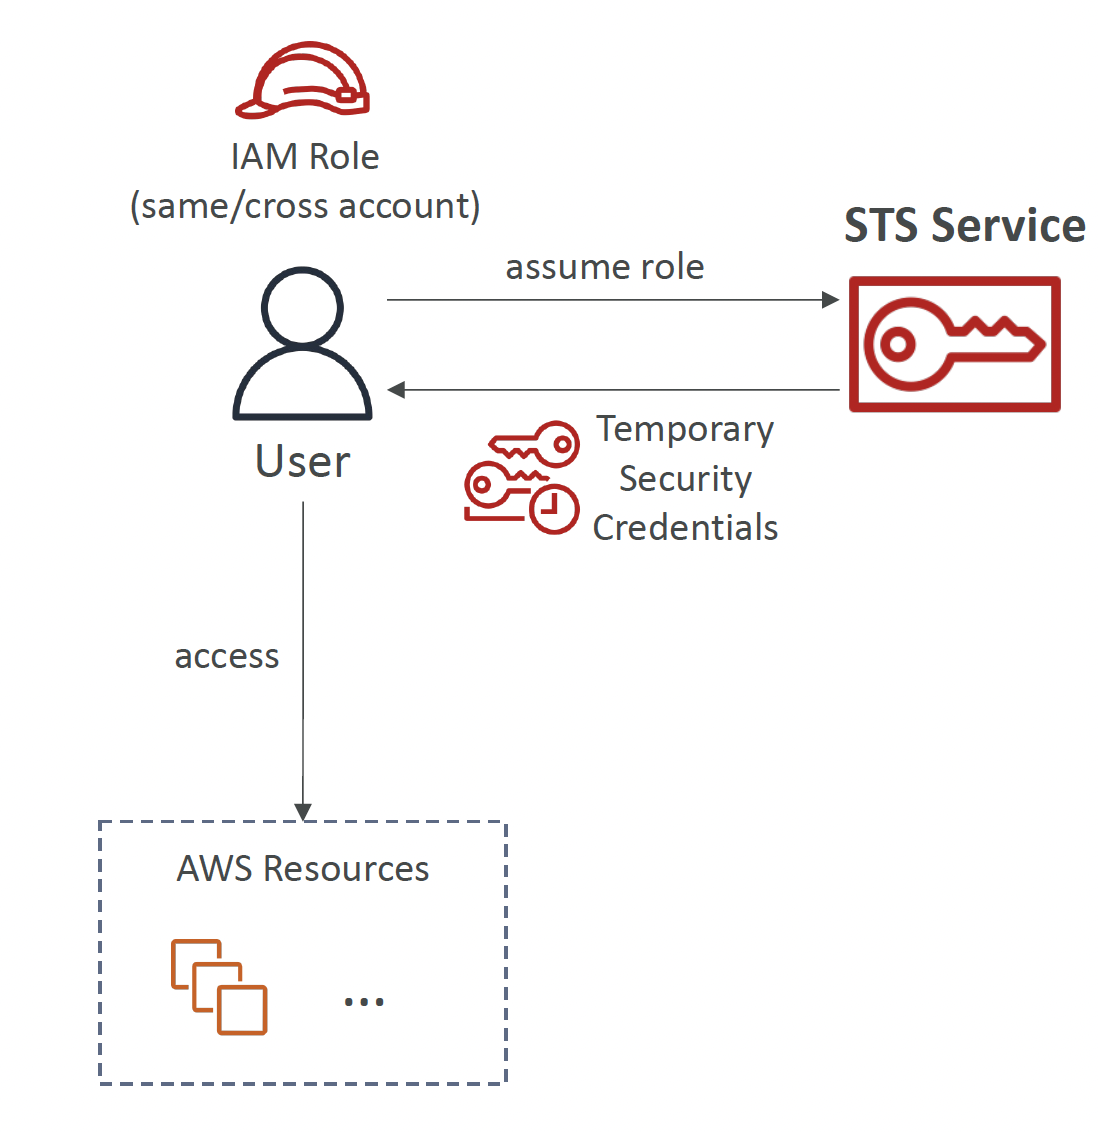 IAM Role
(same/cross account)
STS Service
assume role
Temporary
Security
Credentials
User
access
AWS Resources
...